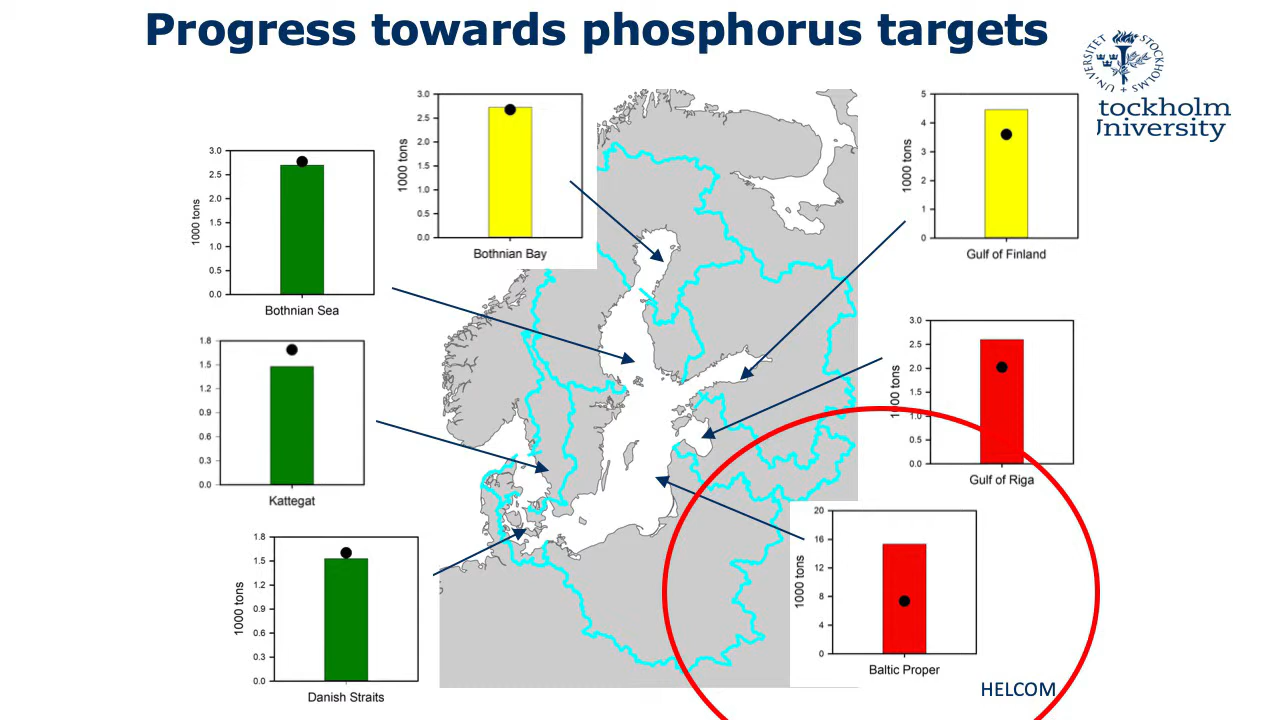 Progress towards phosphorus targets
UN·VERSITET STOCKHOLMS
tockholm
University
3.0
2.5
2.0
1.5
1.0
0.5
0.0
1000 tons
Bothnian Bay
5
4
3
2
1
0
1000 tons
Gulf of Finland
3.0
2.5
2.0
1.5
1.0
0.5
0.0
1000 tons
Bothnian Sea
1.8
1.5
1.2
0.9
0.6
0.3
0.0
1000 tons
Kattegat
3.0
2.5
2.0
1.5
1.0
0.5
0.0
1000 tons
Gulf of Riga
1.8
1.5
1.2
0.9
0.6
0.3
0.0
1000 tons
Danish Straits
20
16
12
8
4
0
1000 tons
Baltic Proper
HELCOM